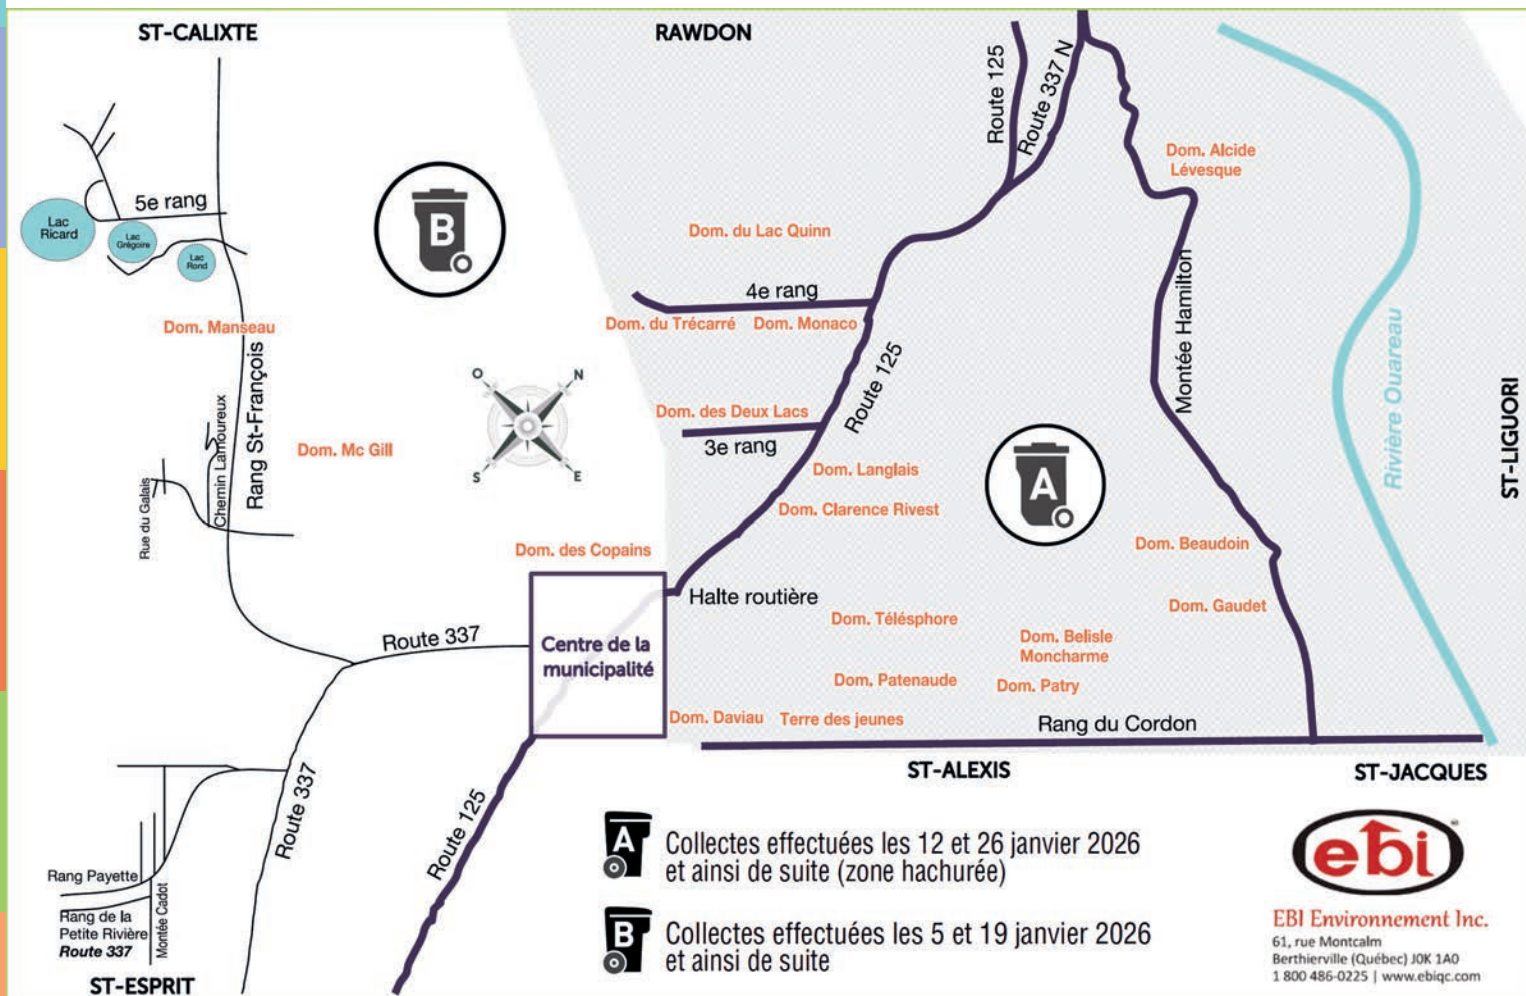 ST-CALIXTE
RAWDON
Route 125
Route 337 N
Dom. Alcide
Lévesque
5e rang
Lac
Ricard
Lac
Grégoire
Lac
Rond
B
Dom. du Lac Quinn
4e rang
Dom. du Trécarré
Dom. Monaco
Dom. Manseau
Rang St-François
Chemin Lamoureux
Rue du Galais
Dom. Mc Gill
O
N
S
E
Route 125
Montée Hamilton
Rivière Ouareau
ST-LIGUORI
Dom. des Deux Lacs
3e rang
Dom. Langlais
A
Dom. Clarence Rivest
Dom. des Copains
Dom. Beaudoin
Halte routière
Dom. Gaudet
Dom. Télésphore
Dom. Belisle
Moncharme
Route 337
Centre de la
municipalité
Dom. Patenaude
Dom. Patry
Dom. Daviau
Terre des jeunes
Rang du Cordon
ST-ALEXIS
ST-JACQUES
Route 337
Route 125
Rang Payette
Rang de la
Petite Rivière
Route 337
Montée Cadot
ST-ESPRIT
A
Collectes effectuées les 12 et 26 janvier 2026
et ainsi de suite (zone hachurée)
B
Collectes effectuées les 5 et 19 janvier 2026
et ainsi de suite
ebi
EBI Environnement Inc.
61, rue Montcalm
Berthierville (Québec) J0K 1A0
1 800 486-0225 | www.ebiqc.com